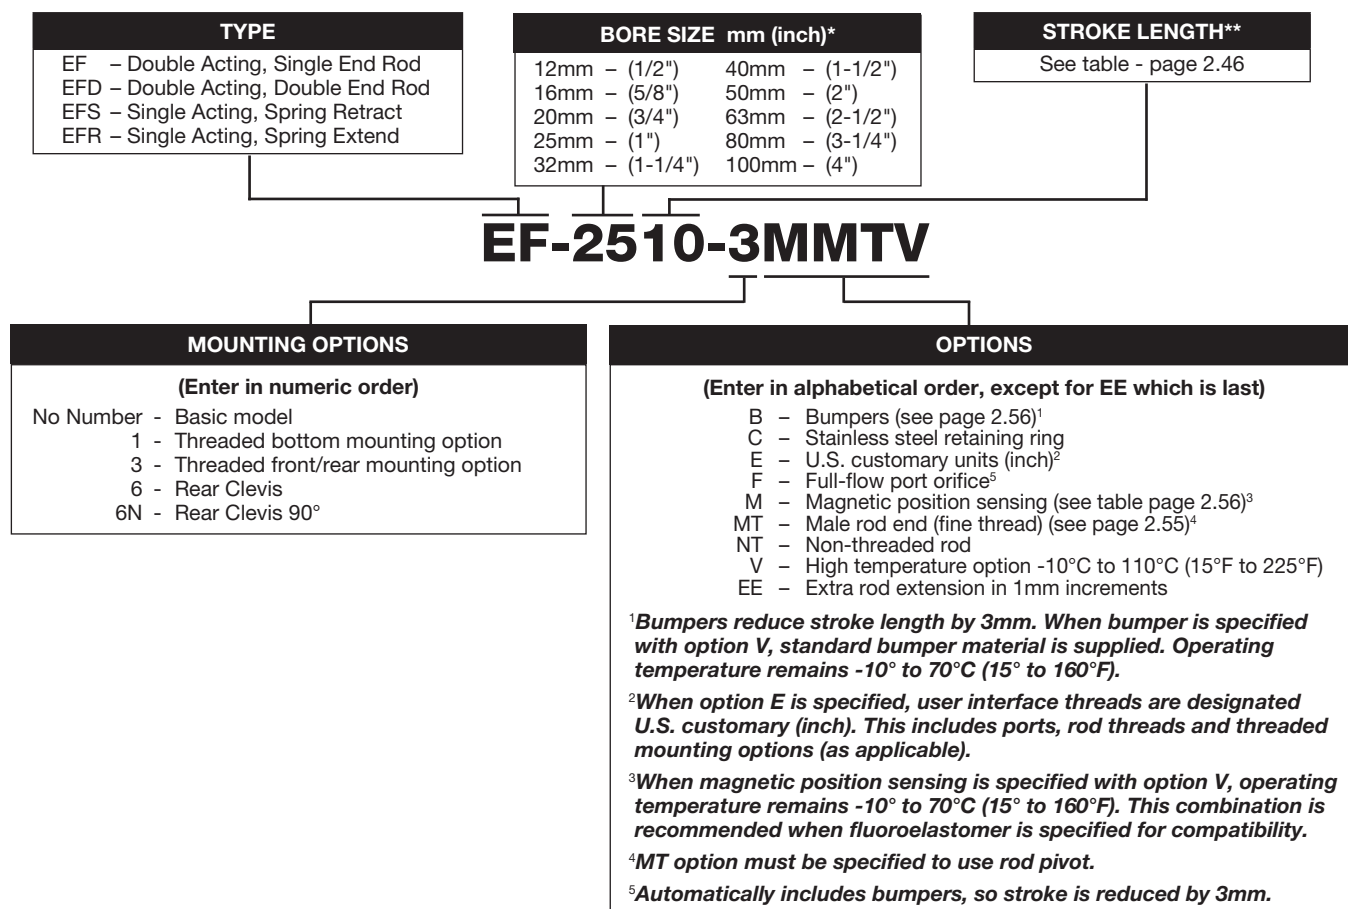 TYPE
EF – Double Acting, Single End Rod
EFD – Double Acting, Double End Rod
EFS – Single Acting, Spring Retract
EFR – Single Acting, Spring Extend
BORE SIZE mm (inch)*
12mm – (1/2") 40mm – (1-1/2")
16mm – (5/8") 50mm – (2")
20mm – (3/4") 63mm – (2-1/2")
25mm – (1") 80mm – (3-1/4")
32mm – (1-1/4") 100mm – (4")
STROKE LENGTH**
See table - page 2.46
EF-2510-3MMTV
MOUNTING OPTIONS
(Enter in numeric order)
No Number - Basic model
1 - Threaded bottom mounting option
3 - Threaded front/rear mounting option
6 - Rear Clevis
6N - Rear Clevis 90°
OPTIONS
(Enter in alphabetical order, except for EE which is last)
B – Bumpers (see page 2.56)¹
C – Stainless steel retaining ring
E – U.S. customary units (inch)²
F – Full-flow port orifice⁵
M – Magnetic position sensing (see table page 2.56)³
MT – Male rod end (fine thread) (see page 2.55)⁴
NT – Non-threaded rod
V – High temperature option -10°C to 110°C (15°F to 225°F)
EE – Extra rod extension in 1mm increments
¹Bumpers reduce stroke length by 3mm. When bumper is specified
with option V, standard bumper material is supplied. Operating
temperature remains -10° to 70°C (15° to 160°F).
²When option E is specified, user interface threads are designated
U.S. customary (inch). This includes ports, rod threads and threaded
mounting options (as applicable).
³When magnetic position sensing is specified with option V, operating
temperature remains -10° to 70°C (15° to 160°F). This combination is
recommended when fluoroelastomer is specified for compatibility.
⁴MT option must be specified to use rod pivot.
⁵Automatically includes bumpers, so stroke is reduced by 3mm.